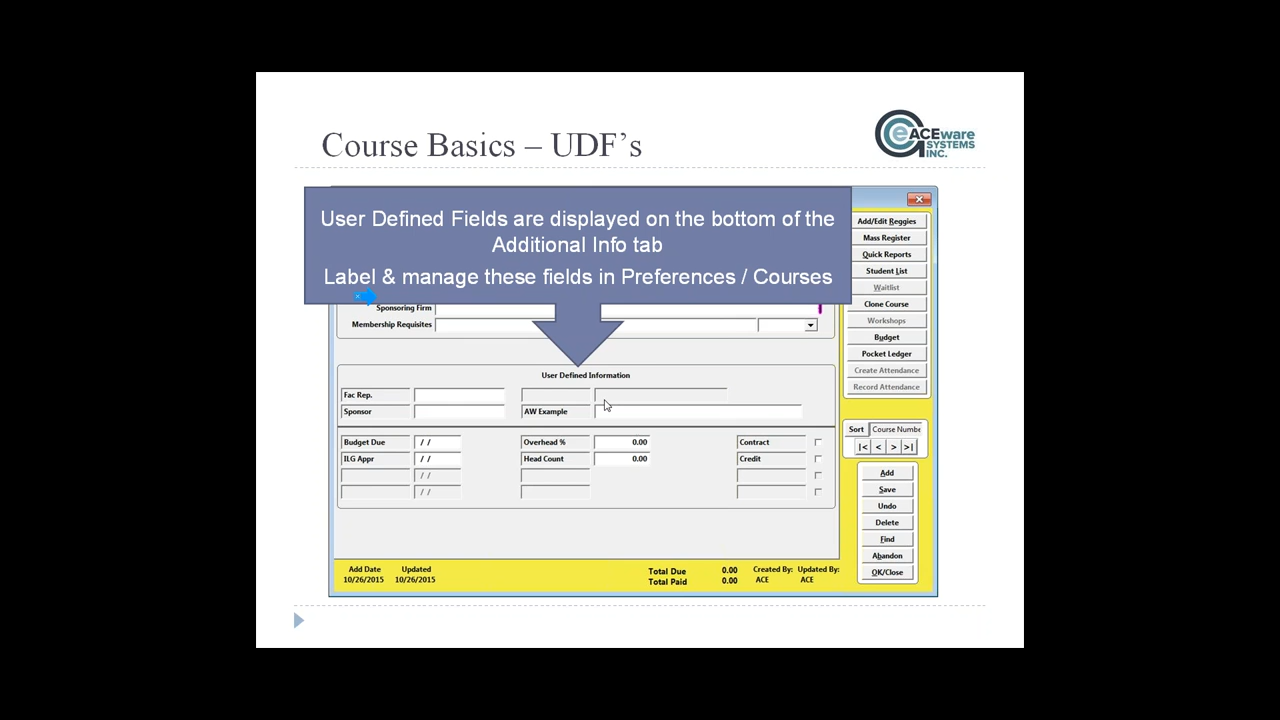 Course Basics – UDF's
eACEware
SYSTEMS
INC.
User Defined Fields are displayed on the bottom of the
Additional Info tab
Label & manage these fields in Preferences / Courses
Sponsoring Firm
Membership Requisites
User Defined Information
Fac Rep.
Sponsor
AW Example
Budget Due / / Overhead % 0.00 Contract
ILG Appr / / Head Count 0.00 Credit
/ /
/ /
Add Date Updated
10/26/2015 10/26/2015
Total Due 0.00
Total Paid 0.00
Created By: Updated By:
ACE ACE
Add/Edit Reggies
Mass Register
Quick Reports
Student List
Waitlist
Clone Course
Workshops
Budget
Pocket Ledger
Create Attendance
Record Attendance
Sort Course Numbe
|< < > >|
Add
Save
Undo
Delete
Find
Abandon
OK/Close